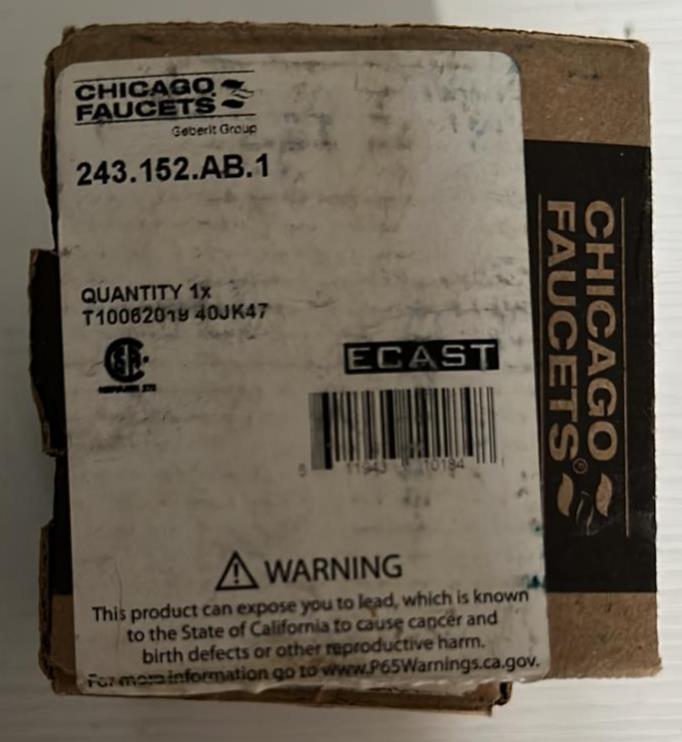 CHICAGO
FAUCETS
Geberit Group
243.152.AB.1
QUANTITY 1x
T10062019 40JK47
ECAST
11943 10184
WARNING
This product can expose you to lead, which is known
to the State of California to cause cancer and
birth defects or other reproductive harm.
For more information go to www.P65Warnings.ca.gov.
CHICAGO
FAUCETS®